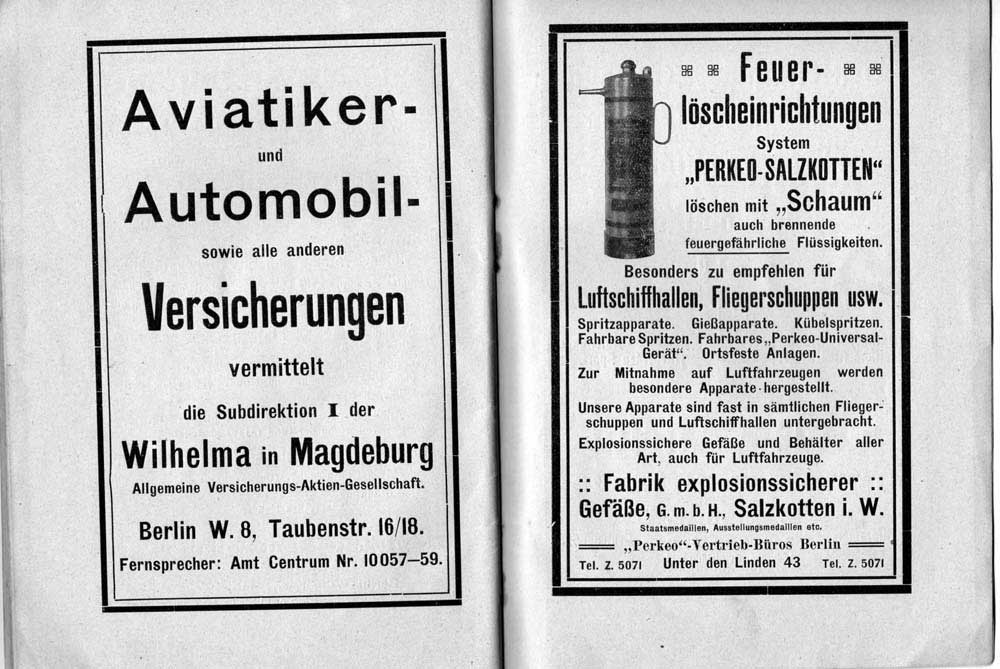 Aviatiker-
und
Automobil-
sowie alle anderen
Versicherungen
vermittelt
die Subdirektion I der
Wilhelma in Magdeburg
Allgemeine Versicherungs-Aktien-Gesellschaft.
Berlin W. 8, Taubenstr. 16/18.
Fernsprecher: Amt Centrum Nr. 10057—59.
Feuer-
löscheinrichtungen
System
„PERKEO-SALZKOTTEN“
löschen mit „Schaum“
auch brennende
feuergefährliche Flüssigkeiten.
Besonders zu empfehlen für
Luftschiffhallen, Fliegerschuppen usw.
Spritzapparate. Gießapparate. Kübelspritzen.
Fahrbare Spritzen. Fahrbares „Perkeo-Universal-
Gerät“. Ortsfeste Anlagen.
Zur Mitnahme auf Luftfahrzeugen werden
besondere Apparate hergestellt.
Unsere Apparate sind fast in sämtlichen Flieger-
schuppen und Luftschiffhallen untergebracht.
Explosionssichere Gefäße und Behälter aller
Art, auch für Luftfahrzeuge.
:: Fabrik explosionssicherer ::
Gefäße, G. m. b. H., Salzkotten i. W.
Staatsmedaillen, Ausstellungsmedaillen etc.
„Perkeo“-Vertrieb-Büros Berlin
Tel. Z. 5071 Unter den Linden 43 Tel. Z. 5071